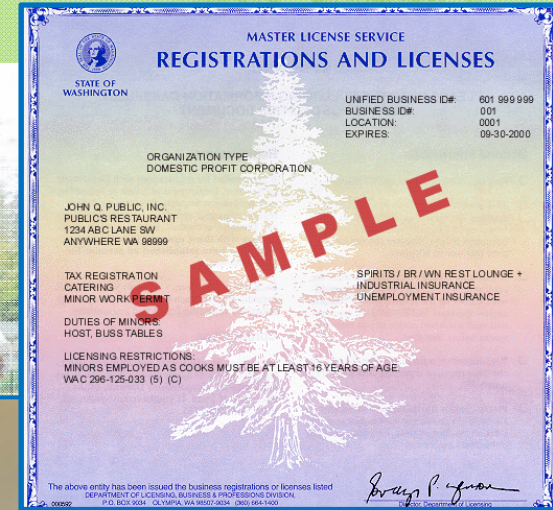 MASTER LICENSE SERVICE
REGISTRATIONS AND LICENSES
STATE OF
WASHINGTON
UNIFIED BUSINESS ID#: 601 999 999
BUSINESS ID#: 001
LOCATION: 0001
EXPIRES: 09-30-2000
ORGANIZATION TYPE
DOMESTIC PROFIT CORPORATION
JOHN Q. PUBLIC, INC.
PUBLIC'S RESTAURANT
1234 ABC LANE SW
ANYWHERE WA 98999
SAMPLE
TAX REGISTRATION SPIRITS / BR / WN REST LOUNGE +
CATERING INDUSTRIAL INSURANCE
MINOR WORK PERMIT UNEMPLOYMENT INSURANCE
DUTIES OF MINORS:
HOST, BUSS TABLES
LICENSING RESTRICTIONS:
MINORS EMPLOYED AS COOKS MUST BE AT LEAST 16 YEARS OF AGE.
WAC 296-125-033 (5) (C)
The above entity has been issued the business registrations or licenses listed
DEPARTMENT OF LICENSING, BUSINESS & PROFESSIONS DIVISION,
P.O. BOX 9034 OLYMPIA, WA 98507-9034 (360) 664-1400
Director, Department of Licensing
000592